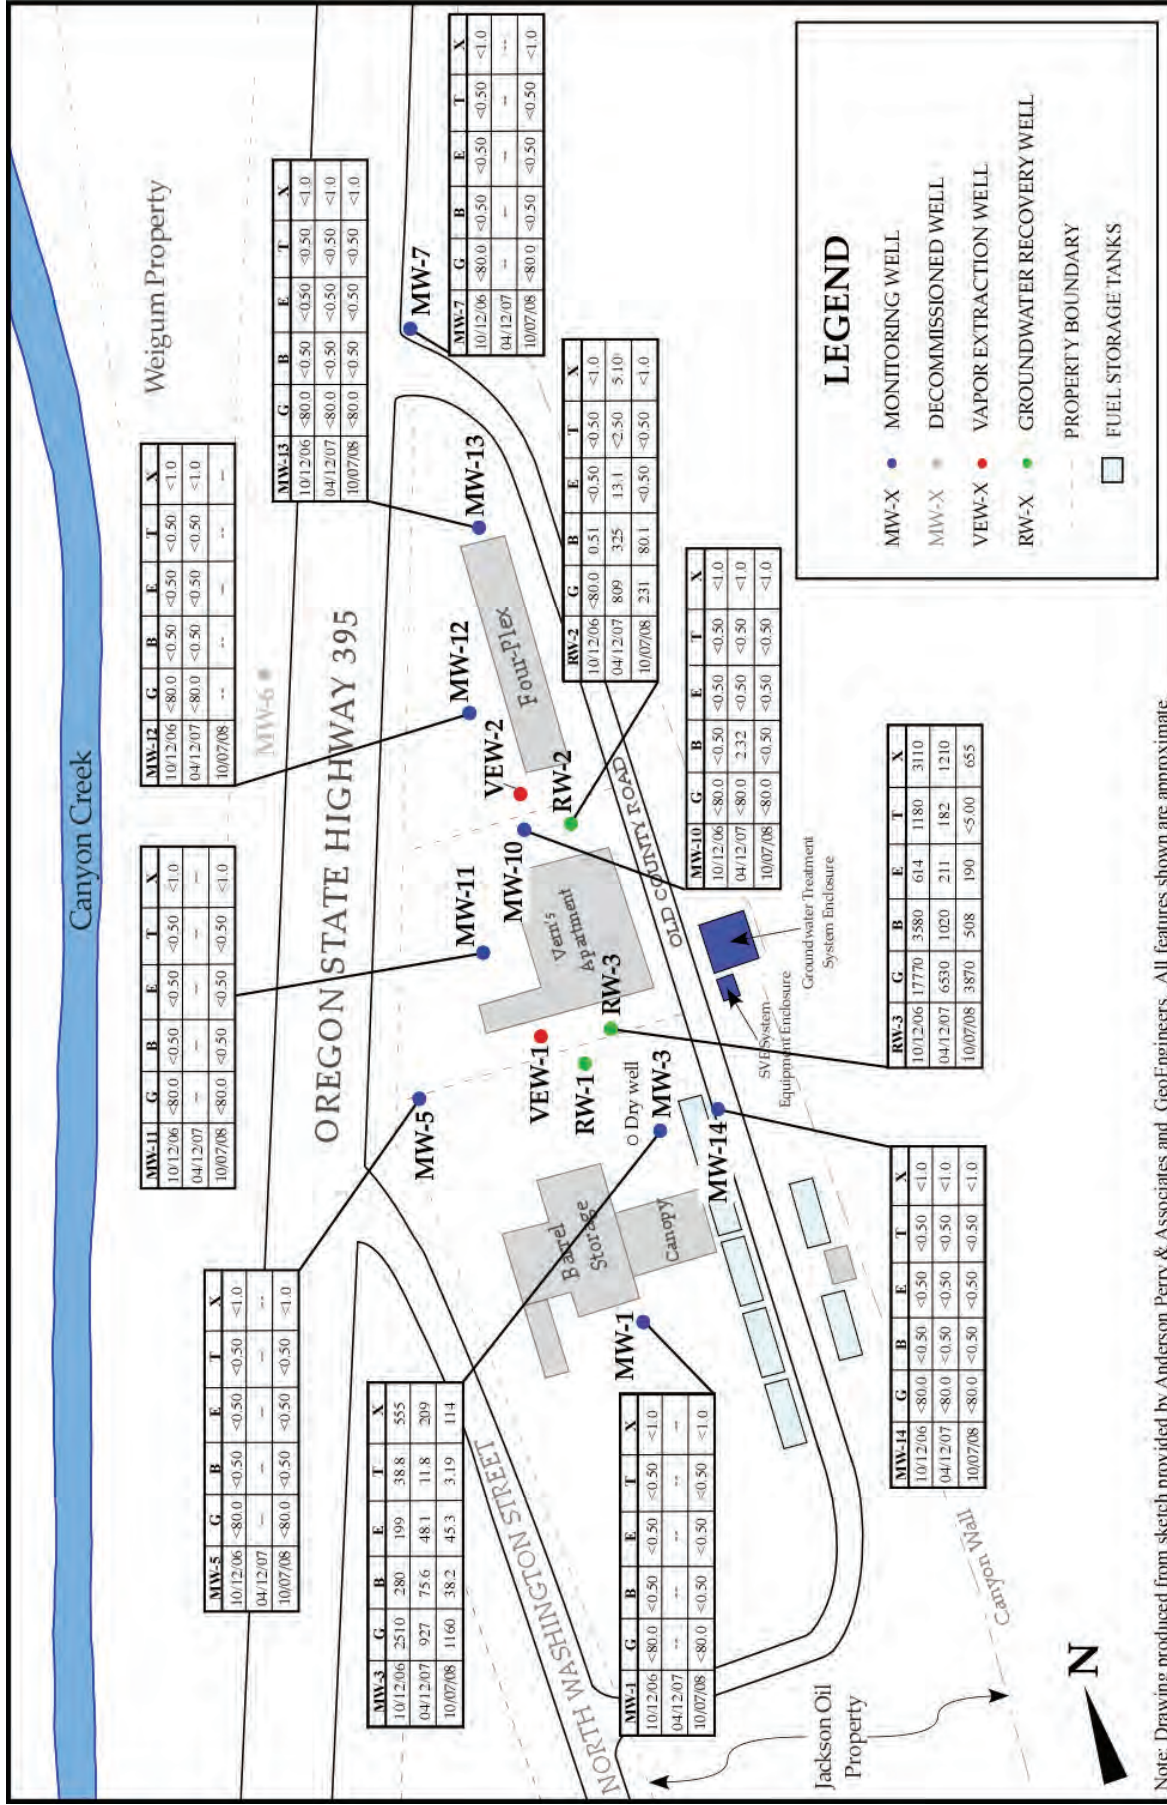 Canyon Creek
Weigum Property
MW-11 G B E T X
10/12/06 <80.0 <0.50 <0.50 <0.50 <1.0
04/12/07 -- -- -- -- --
10/07/08 <80.0 <0.50 <0.50 <0.50 <1.0
MW-12 G B E T X
10/12/06 <80.0 <0.50 <0.50 <0.50 <1.0
04/12/07 <80.0 <0.50 <0.50 <0.50 <1.0
10/07/08 -- -- -- -- --
MW-6
MW-13 G B E T X
10/12/06 <80.0 <0.50 <0.50 <0.50 <1.0
04/12/07 <80.0 <0.50 <0.50 <0.50 <1.0
10/07/08 <80.0 <0.50 <0.50 <0.50 <1.0
MW-5 G B E T X
10/12/06 <80.0 <0.50 <0.50 <0.50 <1.0
04/12/07 -- -- -- -- --
10/07/08 <80.0 <0.50 <0.50 <0.50 <1.0
OREGON STATE HIGHWAY 395
MW-7 G B E T X
10/12/06 <80.0 <0.50 <0.50 <0.50 <1.0
04/12/07 -- -- -- -- --
10/07/08 <80.0 <0.50 <0.50 <0.50 <1.0
MW-3 G B E T X
10/12/06 2510 280 199 38.8 555
04/12/07 927 75.6 48.1 11.8 209
10/07/08 1160 38.2 45.3 3.19 114
NORTH WASHINGTON STREET
MW-5
MW-11
MW-12
MW-13
MW-7
VEW-1
MW-10
VEW-2
Four-Plex
Vern's
Apartment
RW-1
RW-3
RW-2
Barrel
Storage
Canopy
Dry well
MW-3
MW-1
MW-14
OLD COUNTY ROAD
RW-2 G B E T X
10/12/06 <80.0 0.51 <0.50 <0.50 <1.0
04/12/07 809 325 13.1 <2.50 5.10
10/07/08 231 80.1 <0.50 <0.50 <1.0
MW-1 G B E T X
10/12/06 <80.0 <0.50 <0.50 <0.50 <1.0
04/12/07 -- -- -- -- --
10/07/08 <80.0 <0.50 <0.50 <0.50 <1.0
MW-10 G B E T X
10/12/06 <80.0 <0.50 <0.50 <0.50 <1.0
04/12/07 <80.0 2.32 <0.50 <0.50 <1.0
10/07/08 <80.0 <0.50 <0.50 <0.50 <1.0
SVE System
Equipment Enclosure
Groundwater Treatment
System Enclosure
Jackson Oil
Property
MW-14 G B E T X
10/12/06 <80.0 <0.50 <0.50 <0.50 <1.0
04/12/07 <80.0 <0.50 <0.50 <0.50 <1.0
10/07/08 <80.0 <0.50 <0.50 <0.50 <1.0
RW-3 G B E T X
10/12/06 17770 3580 614 1180 3110
04/12/07 6530 1020 211 182 1210
10/07/08 3870 508 190 <5.00 655
Canyon Wall
N
LEGEND
MW-X MONITORING WELL
MW-X DECOMMISSIONED WELL
VEW-X VAPOR EXTRACTION WELL
RW-X GROUNDWATER RECOVERY WELL
PROPERTY BOUNDARY
FUEL STORAGE TANKS
Note: Drawing produced from sketch provided by Anderson Perry & Associates and GeoEngineers. All features shown are approximate